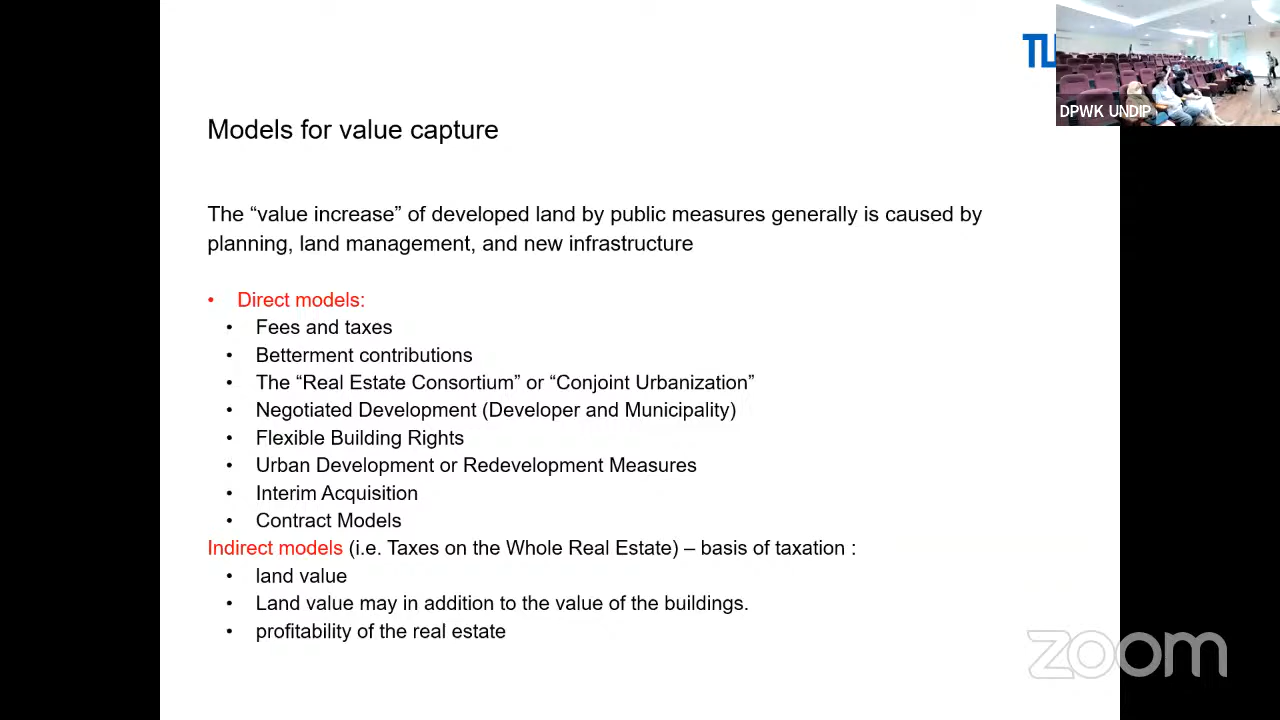 TU
DPWK UNDIP
Models for value capture
The “value increase” of developed land by public measures generally is caused by
planning, land management, and new infrastructure
• Direct models:
• Fees and taxes
• Betterment contributions
• The “Real Estate Consortium” or “Conjoint Urbanization”
• Negotiated Development (Developer and Municipality)
• Flexible Building Rights
• Urban Development or Redevelopment Measures
• Interim Acquisition
• Contract Models
Indirect models (i.e. Taxes on the Whole Real Estate) – basis of taxation :
• land value
• Land value may in addition to the value of the buildings.
• profitability of the real estate
zoom